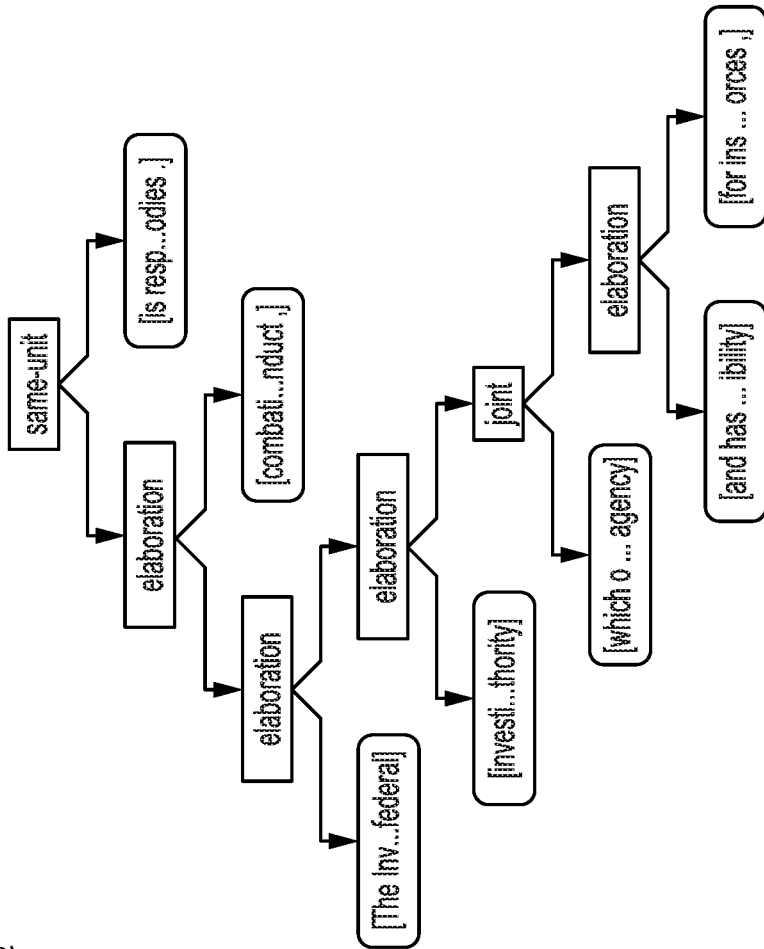 same-unit
elaboration
[is resp...odies ,]
elaboration
[combati...nduct ,]
[The Inv...federal]
elaboration
[investi...thority]
joint
[which o ... agency]
elaboration
[and has ... ibility]
[for ins ... orces ,]